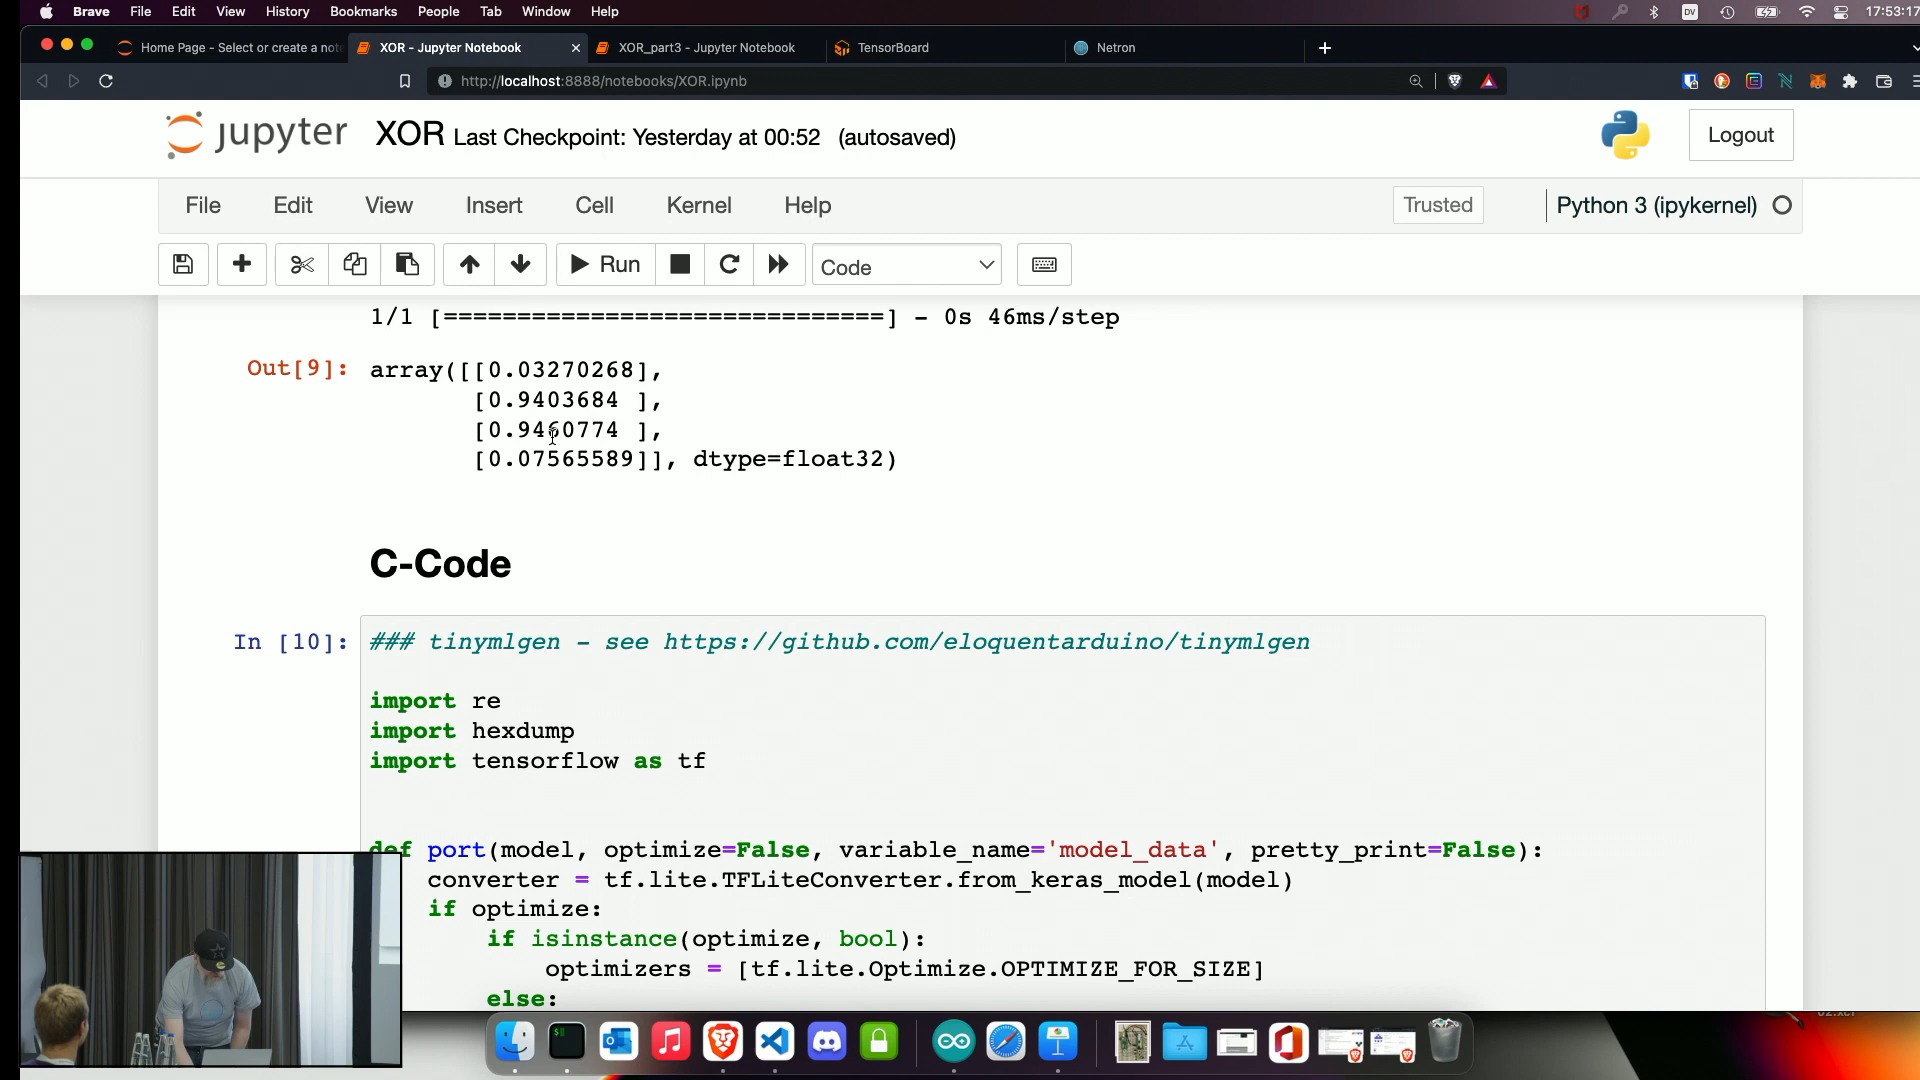 Brave File Edit View History Bookmarks People Tab Window Help DV 17:53:17
Home Page - Select or create a note XOR - Jupyter Notebook XOR_part3 - Jupyter Notebook TensorBoard Netron
http://localhost:8888/notebooks/XOR.ipynb
jupyter XOR Last Checkpoint: Yesterday at 00:52 (autosaved) Logout
File Edit View Insert Cell Kernel Help Trusted Python 3 (ipykernel)
Run Code
1/1 [==============================] - 0s 46ms/step
Out[9]: array([[0.03270268],
[0.9403684 ],
[0.9460774 ],
[0.07565589]], dtype=float32)
C-Code
In [10]: ### tinymlgen - see https://github.com/eloquentarduino/tinymlgen
import re
import hexdump
import tensorflow as tf
def port(model, optimize=False, variable_name='model_data', pretty_print=False):
converter = tf.lite.TFLiteConverter.from_keras_model(model)
if optimize:
if isinstance(optimize, bool):
optimizers = [tf.lite.Optimize.OPTIMIZE_FOR_SIZE]
else: